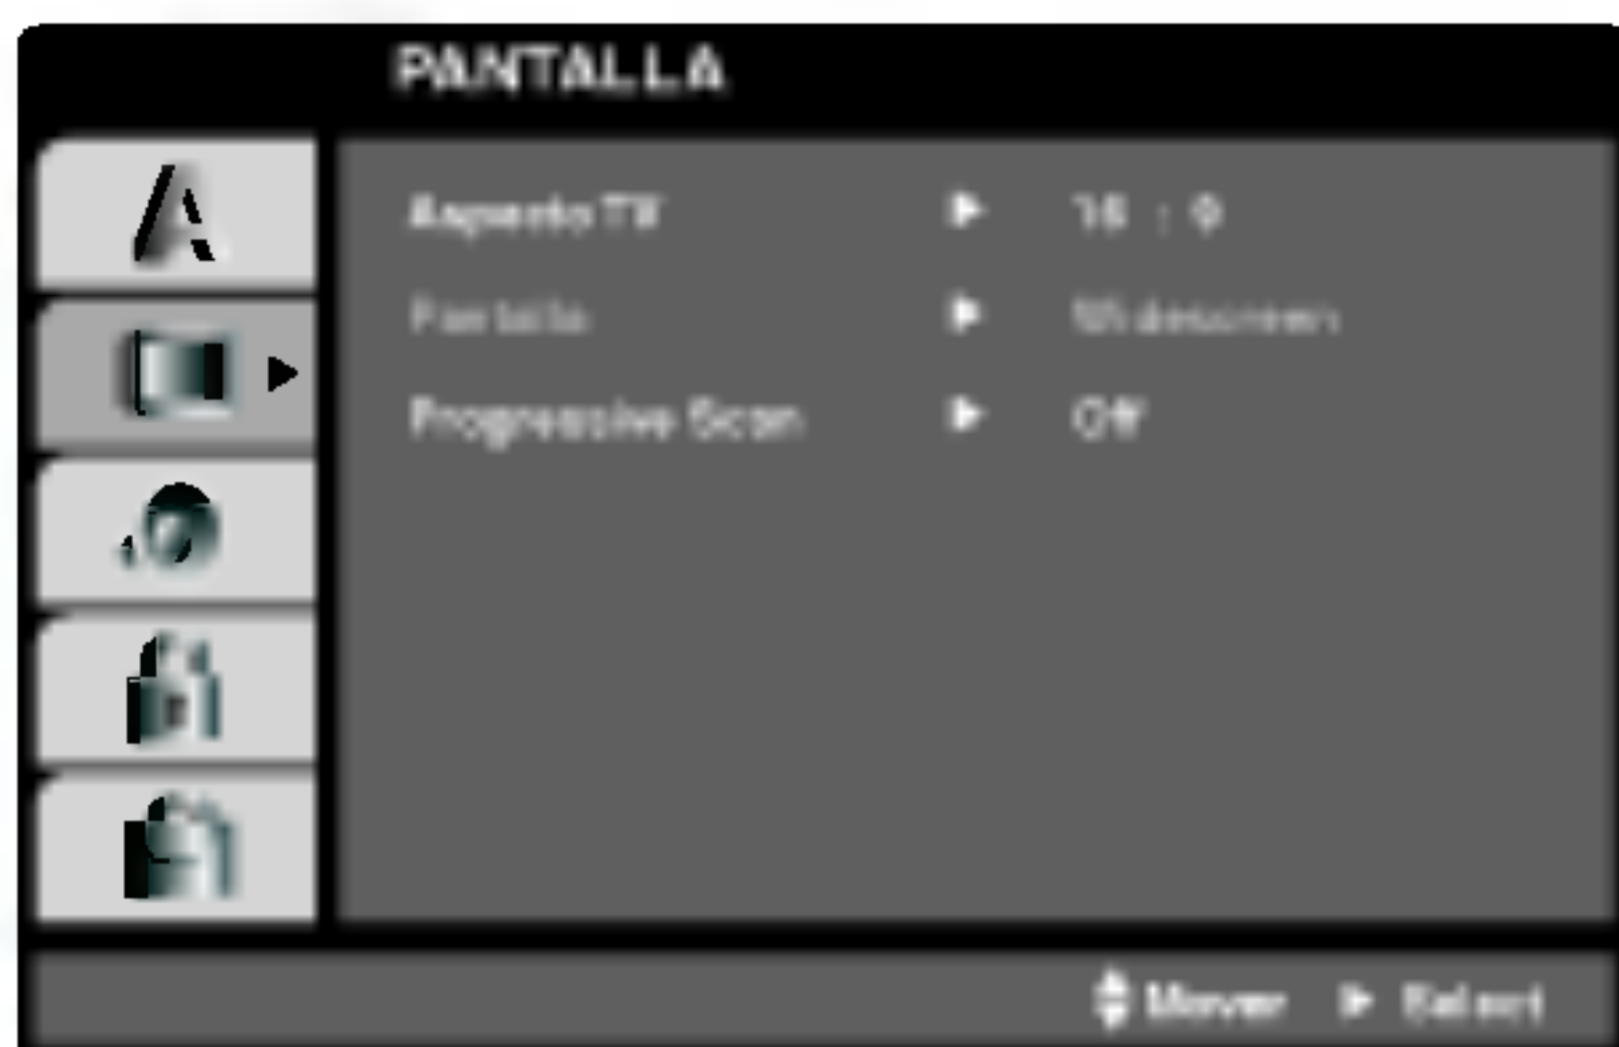 PANTALLA
Aspecto TV 16 : 9
Pantalla Widescreen
Progressive Scan Off
Mover Select